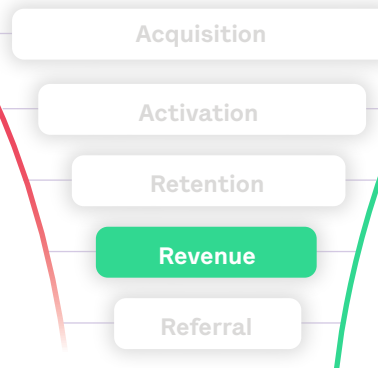 Acquisition
Activation
Retention
Revenue
Referral